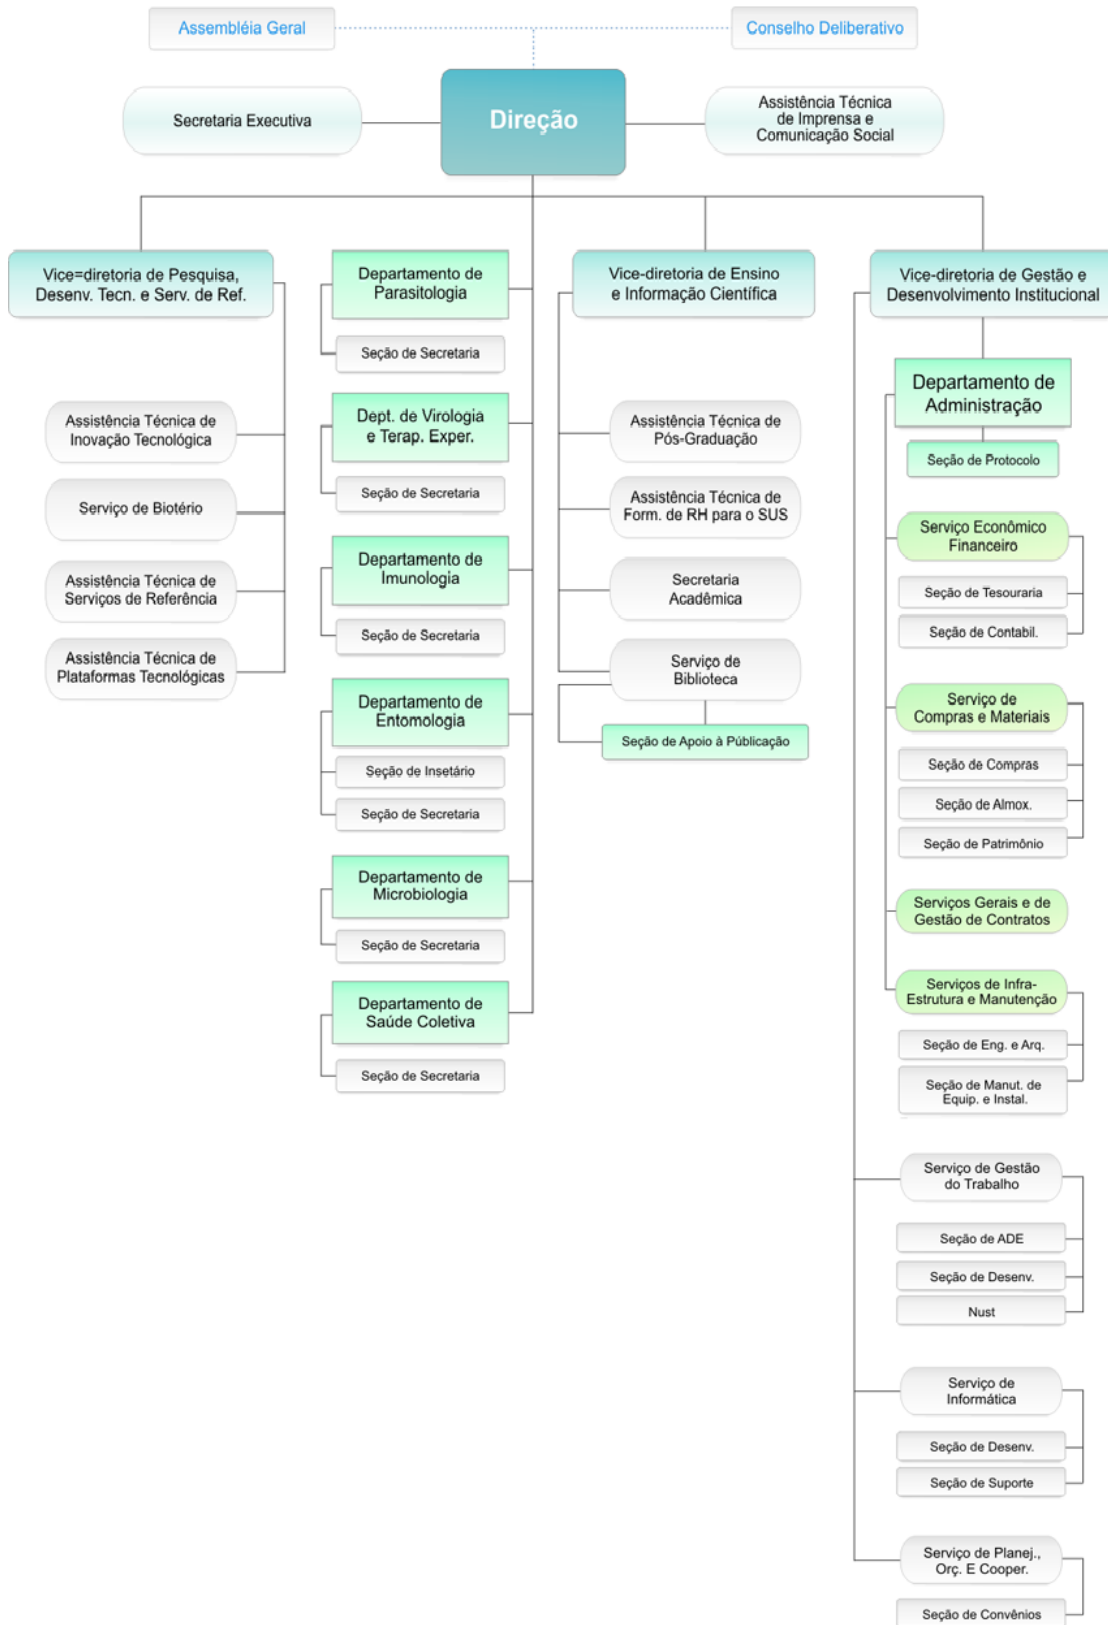 Assembléia Geral
Conselho Deliberativo
Secretaria Executiva
Direção
Assistência Técnica
de Imprensa e
Comunicação Social
Vice=diretoria de Pesquisa,
Desenv. Tecn. e Serv. de Ref.
Assistência Técnica de
Inovação Tecnológica
Serviço de Biotério
Assistência Técnica de
Serviços de Referência
Assistência Técnica de
Plataformas Tecnológicas
Departamento de
Parasitologia
Seção de Secretaria
Dept. de Virologia
e Terap. Exper.
Seção de Secretaria
Departamento de
Imunologia
Seção de Secretaria
Departamento de
Entomologia
Seção de Insetário
Seção de Secretaria
Departamento de
Microbiologia
Seção de Secretaria
Departamento de
Saúde Coletiva
Seção de Secretaria
Vice-diretoria de Ensino
e Informação Científica
Assistência Técnica de
Pós-Graduação
Assistência Técnica de
Form. de RH para o SUS
Secretaria
Acadêmica
Serviço de
Biblioteca
Seção de Apoio à Públicação
Vice-diretoria de Gestão e
Desenvolvimento Institucional
Departamento de
Administração
Seção de Protocolo
Serviço Econômico
Financeiro
Seção de Tesouraria
Seção de Contabil.
Serviço de
Compras e Materiais
Seção de Compras
Seção de Almox.
Seção de Patrimônio
Serviços Gerais e de
Gestão de Contratos
Serviços de Infra-
Estrutura e Manutenção
Seção de Eng. e Arq.
Seção de Manut. de
Equip. e Instal.
Serviço de Gestão
do Trabalho
Seção de ADE
Seção de Desenv.
Nust
Serviço de
Informática
Seção de Desenv.
Seção de Suporte
Serviço de Planej.,
Orç. E Cooper.
Seção de Convênios